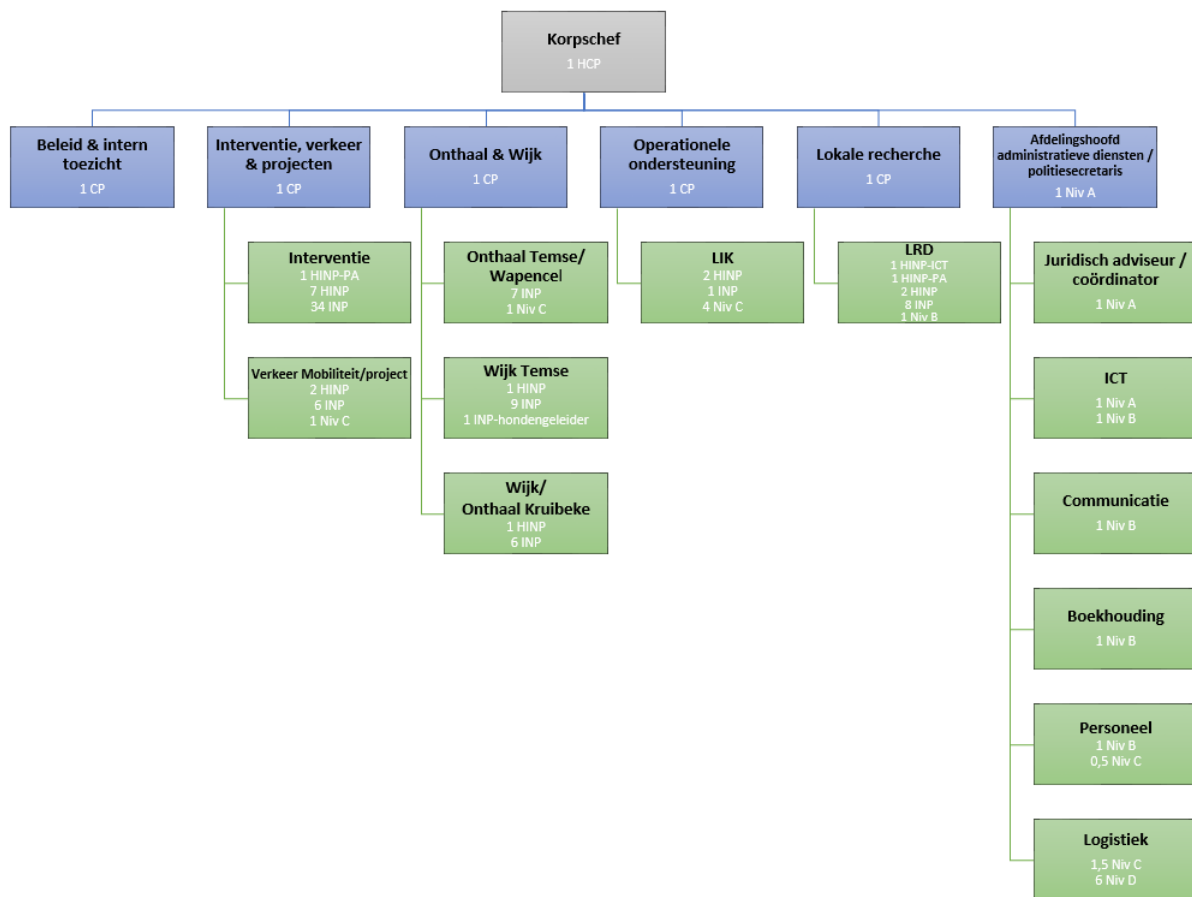 Korpschef
1 HCP
Beleid & intern
toezicht
1 CP
Interventie, verkeer
& projecten
1 CP
Onthaal & Wijk
1 CP
Operationele
ondersteuning
1 CP
Lokale recherche
1 CP
Afdelingshoofd
administratieve diensten /
politiesecretaris
1 Niv A
Interventie
1 HINP-PA
7 HINP
34 INP
Verkeer Mobiliteit/project
2 HINP
6 INP
1 Niv C
Onthaal Temse/
Wapencel
7 INP
1 Niv C
Wijk Temse
1 HINP
9 INP
1 INP-hondengeleider
Wijk/
Onthaal Kruibeke
1 HINP
6 INP
LIK
2 HINP
1 INP
4 Niv C
LRD
1 HINP-ICT
1 HINP-PA
2 HINP
8 INP
1 Niv B
Juridisch adviseur /
coördinator
1 Niv A
ICT
1 Niv A
1 Niv B
Communicatie
1 Niv B
Boekhouding
1 Niv B
Personeel
1 Niv B
0,5 Niv C
Logistiek
1,5 Niv C
6 Niv D